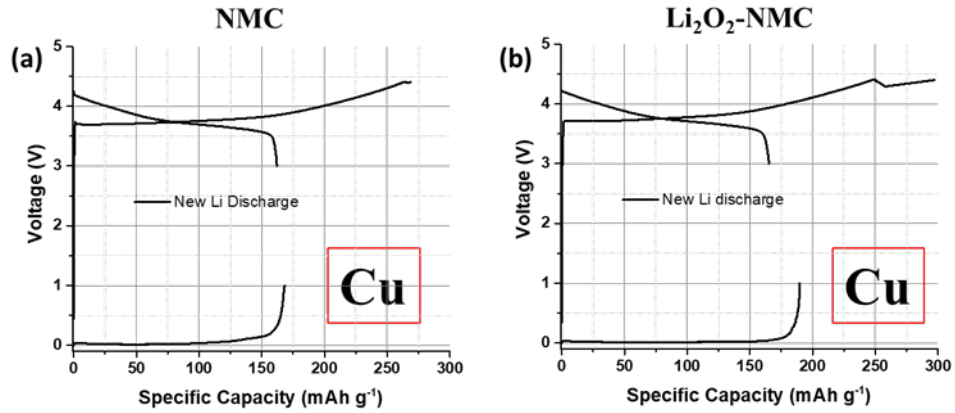 NMC
(a)
5
4
3
2
1
0
Voltage (V)
New Li Discharge
Cu
0 50 100 150 200 250 300
Specific Capacity (mAh g⁻¹)
Li₂O₂-NMC
(b)
5
4
3
2
1
0
Voltage (V)
New Li discharge
Cu
0 50 100 150 200 250 300
Specific Capacity (mAh g⁻¹)